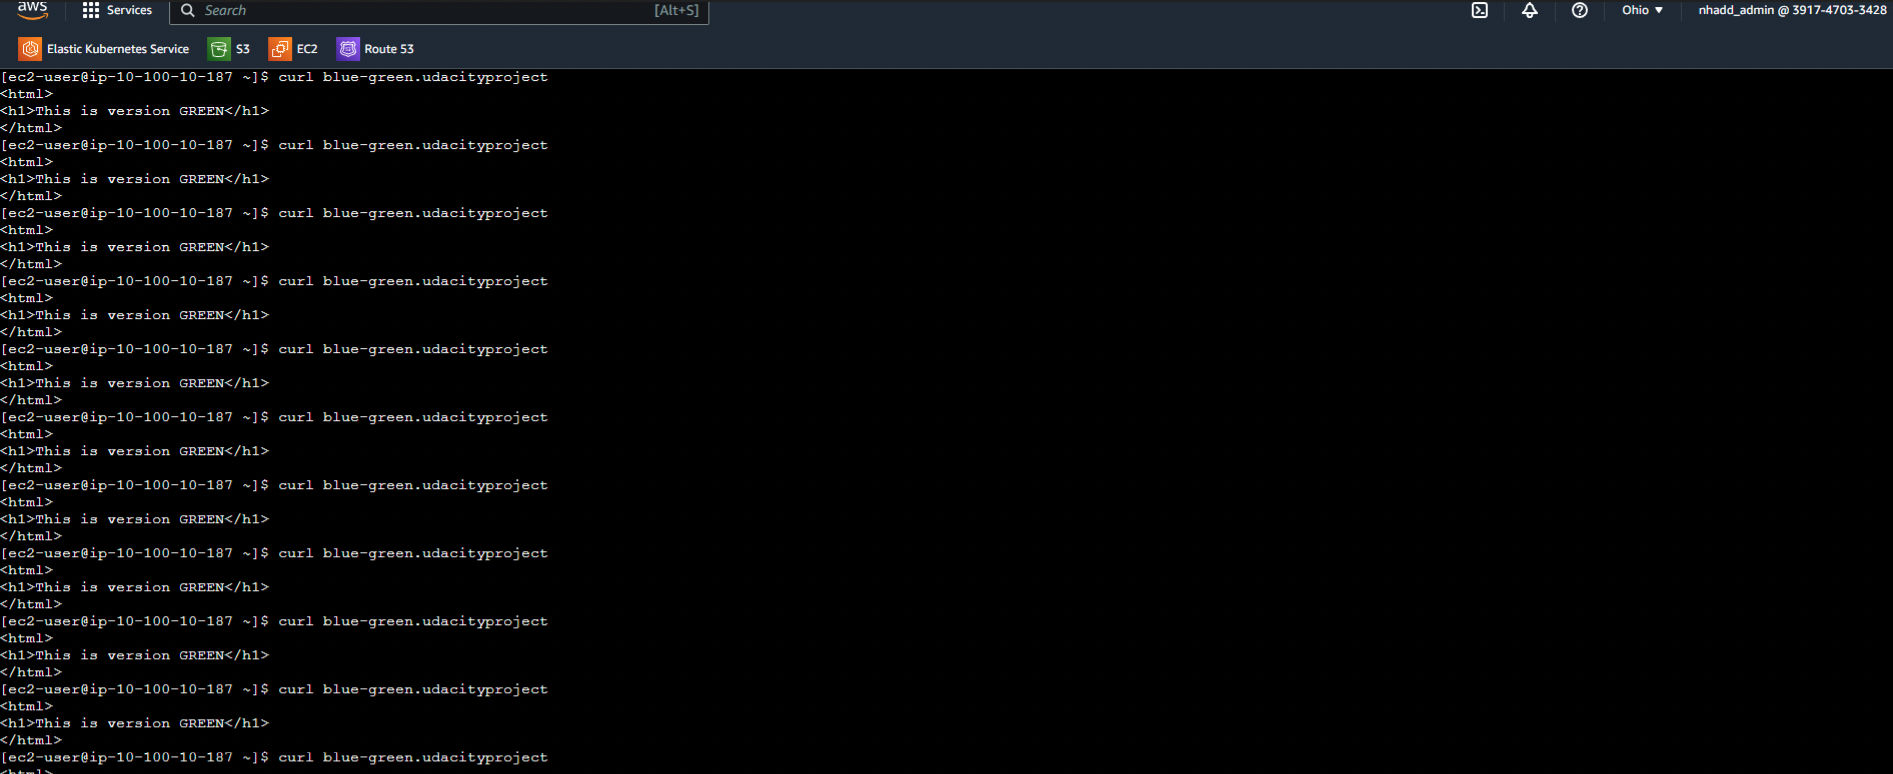 aws Services Search [Alt+S] Ohio ▼ nhadd_admin @ 3917-4703-3428
Elastic Kubernetes Service S3 EC2 Route 53
[ec2-user@ip-10-100-10-187 ~]$ curl blue-green.udacityproject
<html>
<h1>This is version GREEN</h1>
</html>
[ec2-user@ip-10-100-10-187 ~]$ curl blue-green.udacityproject
<html>
<h1>This is version GREEN</h1>
</html>
[ec2-user@ip-10-100-10-187 ~]$ curl blue-green.udacityproject
<html>
<h1>This is version GREEN</h1>
</html>
[ec2-user@ip-10-100-10-187 ~]$ curl blue-green.udacityproject
<html>
<h1>This is version GREEN</h1>
</html>
[ec2-user@ip-10-100-10-187 ~]$ curl blue-green.udacityproject
<html>
<h1>This is version GREEN</h1>
</html>
[ec2-user@ip-10-100-10-187 ~]$ curl blue-green.udacityproject
<html>
<h1>This is version GREEN</h1>
</html>
[ec2-user@ip-10-100-10-187 ~]$ curl blue-green.udacityproject
<html>
<h1>This is version GREEN</h1>
</html>
[ec2-user@ip-10-100-10-187 ~]$ curl blue-green.udacityproject
<html>
<h1>This is version GREEN</h1>
</html>
[ec2-user@ip-10-100-10-187 ~]$ curl blue-green.udacityproject
<html>
<h1>This is version GREEN</h1>
</html>
[ec2-user@ip-10-100-10-187 ~]$ curl blue-green.udacityproject
<html>
<h1>This is version GREEN</h1>
</html>
[ec2-user@ip-10-100-10-187 ~]$ curl blue-green.udacityproject
<html>